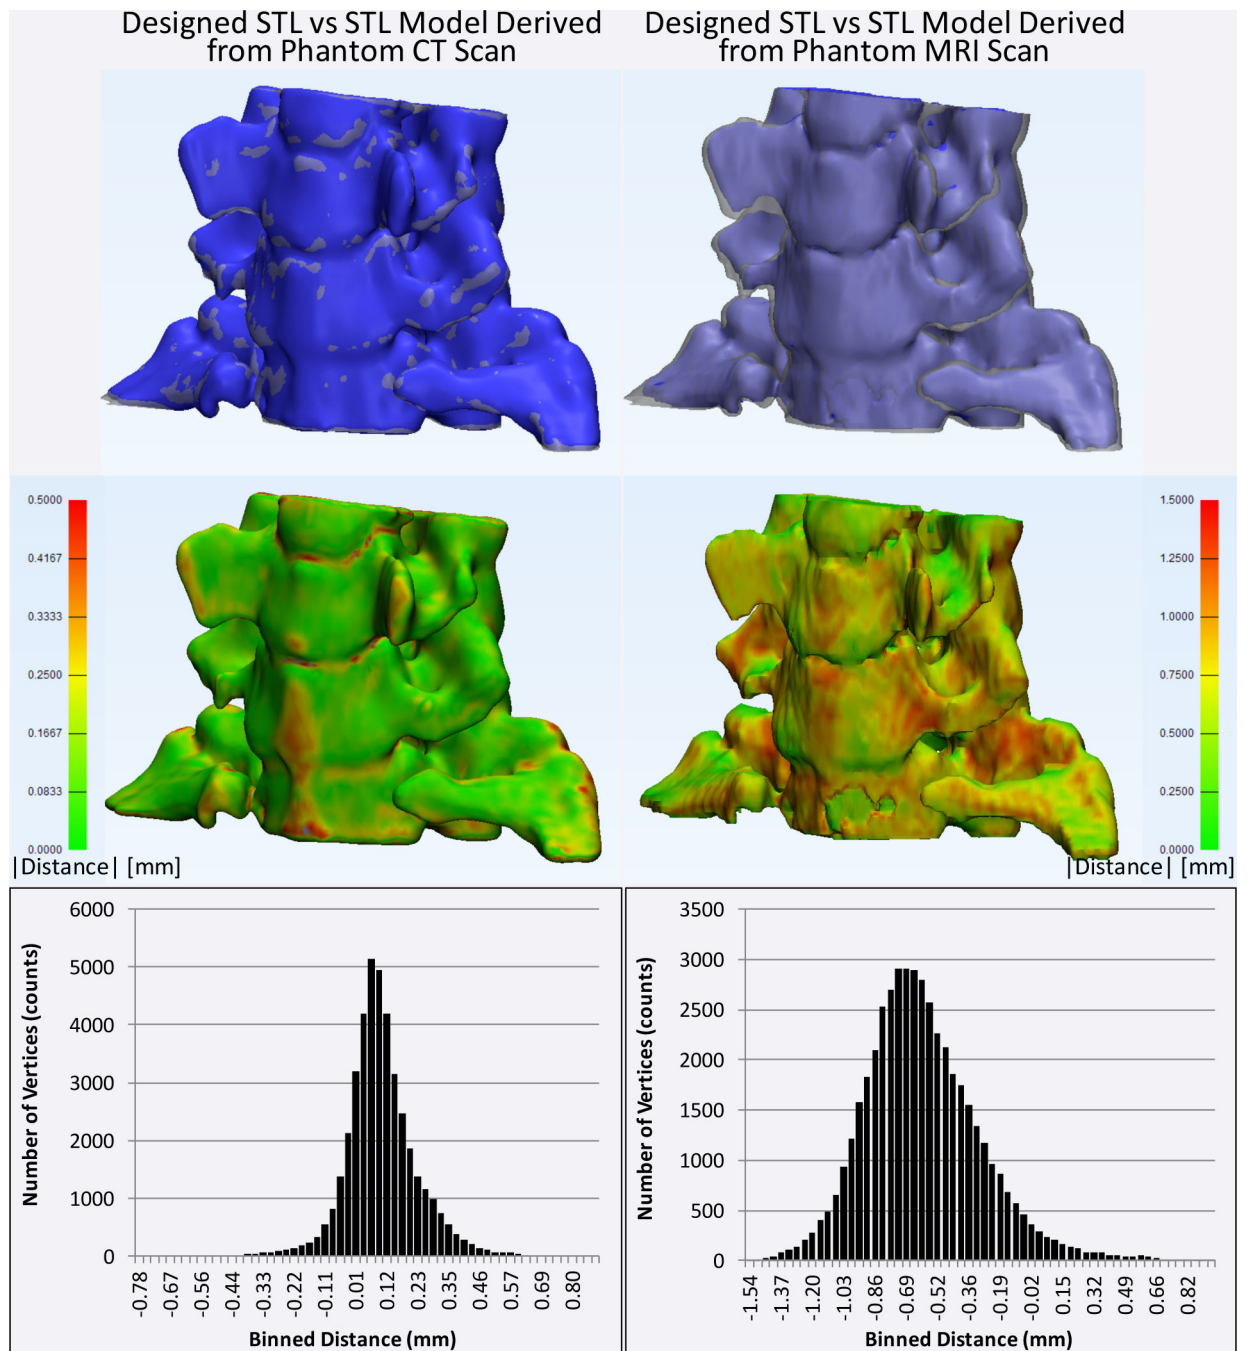 Designed STL vs STL Model Derived
from Phantom CT Scan
Designed STL vs STL Model Derived
from Phantom MRI Scan
0.5000
0.4167
0.3333
0.2500
0.1667
0.0833
0.0000
|Distance| [mm]
1.5000
1.2500
1.0000
0.7500
0.5000
0.2500
0.0000
|Distance| [mm]
6000
5000
4000
3000
2000
1000
0
Number of Vertices (counts)
-0.78 -0.67 -0.56 -0.44 -0.33 -0.22 -0.11 0.01 0.12 0.23 0.35 0.46 0.57 0.69 0.80
Binned Distance (mm)
3500
3000
2500
2000
1500
1000
500
0
Number of Vertices (counts)
-1.54 -1.37 -1.20 -1.03 -0.86 -0.69 -0.52 -0.36 -0.19 -0.02 0.15 0.32 0.49 0.66 0.82
Binned Distance (mm)